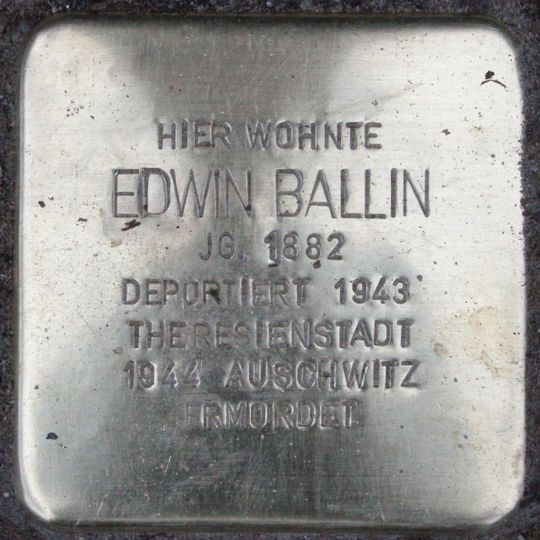 HIER WOHNTE
EDWIN BALLIN
JG. 1882
DEPORTIERT 1943
THERESIENSTADT
1944 AUSCHWITZ
ERMORDET